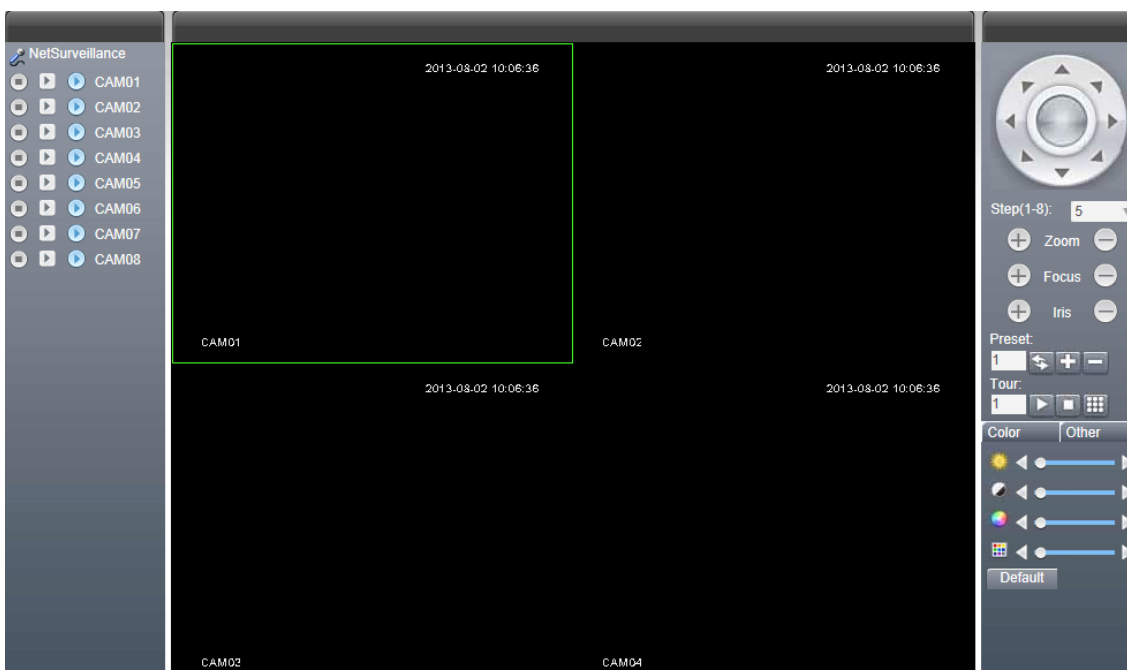 NetSurveillance
CAM01
CAM02
CAM03
CAM04
CAM05
CAM06
CAM07
CAM08
2013-08-02 10:06:36
2013-08-02 10:06:36
CAM01
CAM02
2013-08-02 10:06:36
2013-08-02 10:06:36
CAM03
CAM04
Step(1-8): 5
Zoom
Focus
Iris
Preset:
1
Tour:
1
Color Other
Default